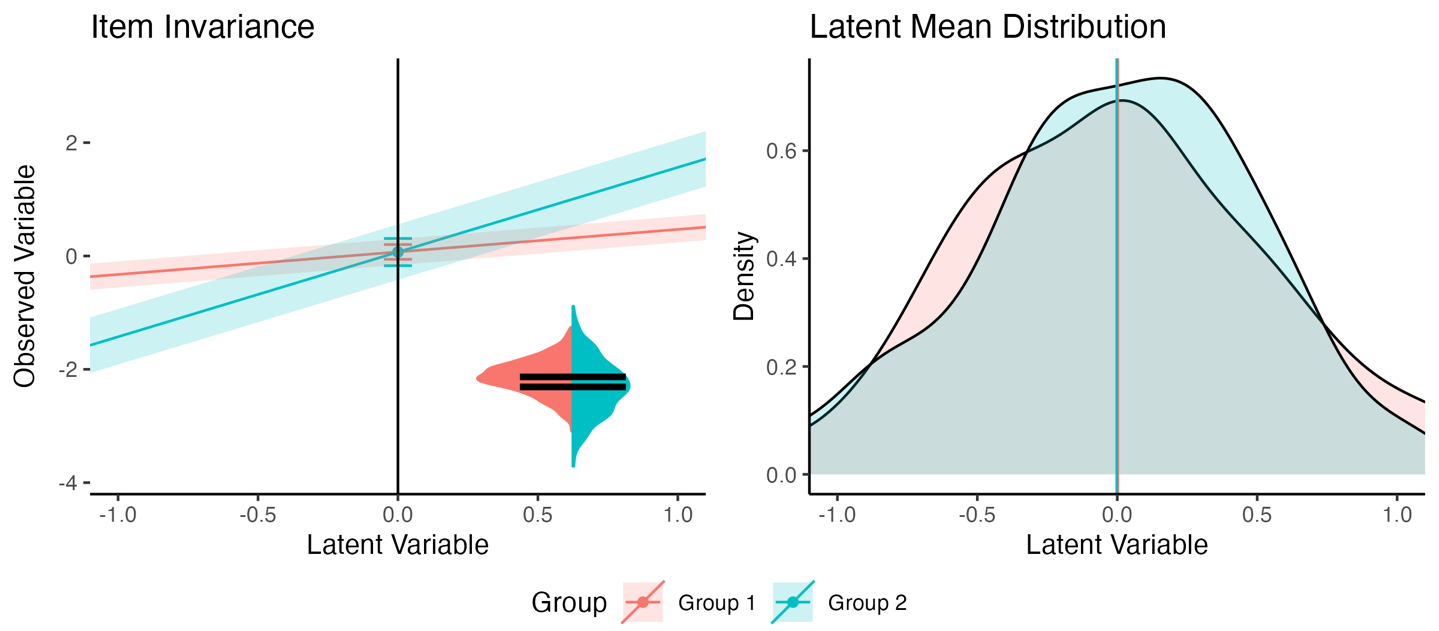 Item Invariance
Observed Variable
2
0
-2
-4
-1.0 -0.5 0.0 0.5 1.0
Latent Variable
Latent Mean Distribution
Density
0.6
0.4
0.2
0.0
-1.0 -0.5 0.0 0.5 1.0
Latent Variable
Group Group 1 Group 2